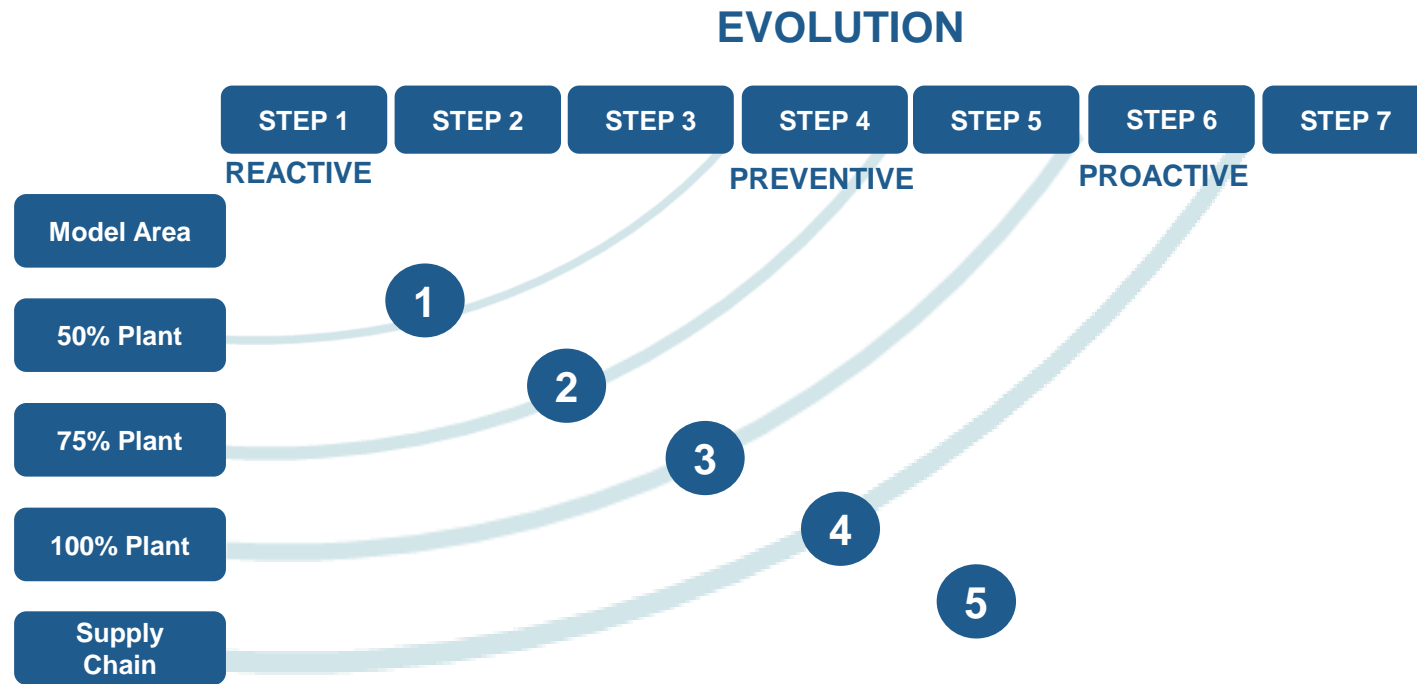 EVOLUTION
STEP 1
STEP 2
STEP 3
STEP 4
STEP 5
STEP 6
STEP 7
REACTIVE
PREVENTIVE
PROACTIVE
Model Area
50% Plant
75% Plant
100% Plant
Supply
Chain
1
2
3
4
5